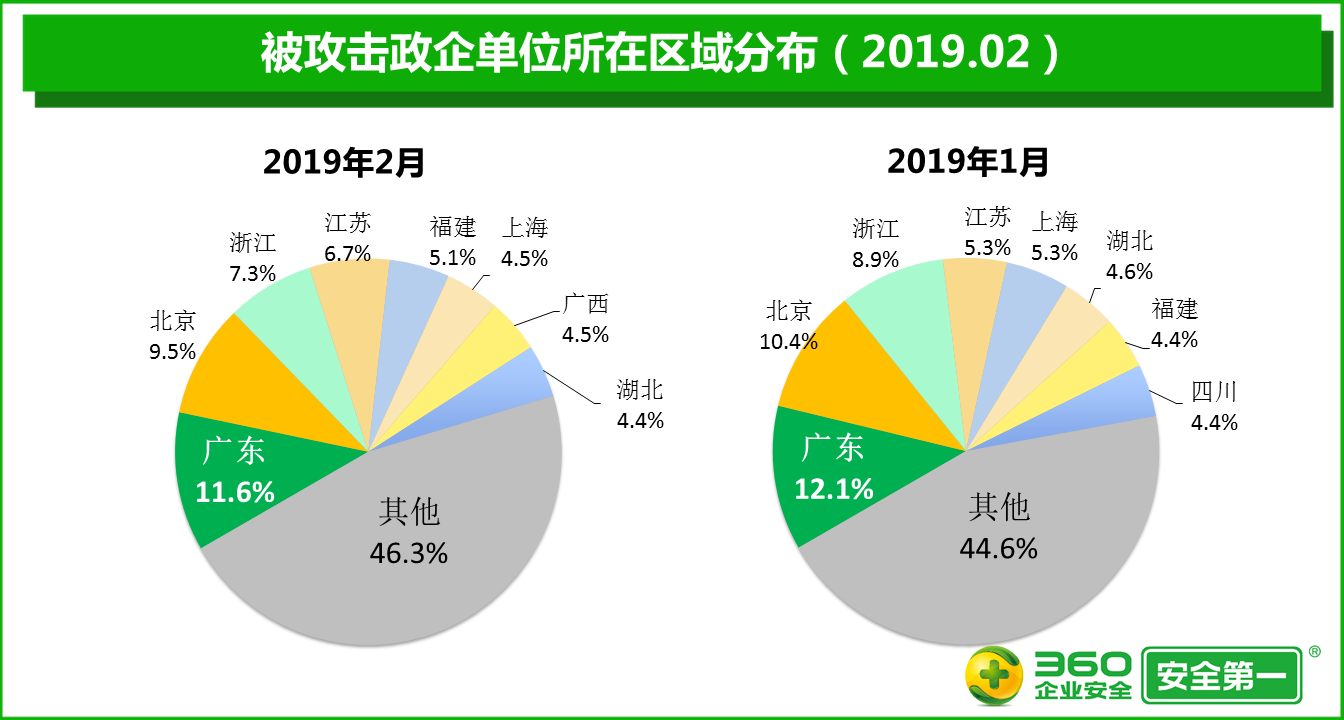 被攻击政企单位所在区域分布（2019.02）
2019年2月
江苏
6.7%
福建
5.1%
上海
4.5%
浙江
7.3%
广西
4.5%
北京
9.5%
湖北
4.4%
广东
11.6%
其他
46.3%
2019年1月
江苏
5.3%
上海
5.3%
浙江
8.9%
湖北
4.6%
北京
10.4%
福建
4.4%
四川
4.4%
广东
12.1%
其他
44.6%
360
企业安全
安全第一
®